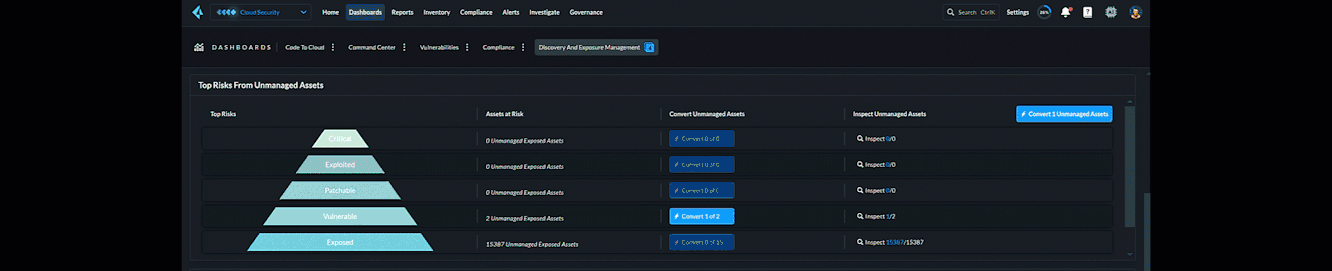 Cloud Security Home Dashboards Reports Inventory Compliance Alerts Investigate Governance Search CtrlK Settings
DASHBOARDS Code To Cloud Command Center Vulnerabilities Compliance Discovery And Exposure Management
Top Risks From Unmanaged Assets
Top Risks Assets at Risk Convert Unmanaged Assets Inspect Unmanaged Assets Convert 1 Unmanaged Assets
Critical 0 Unmanaged Exposed Assets Convert 0 of 0 Inspect 0/0
Exploited 0 Unmanaged Exposed Assets Convert 0 of 0 Inspect 0/0
Patchable 0 Unmanaged Exposed Assets Convert 0 of Inspect 0/0
Vulnerable 2 Unmanaged Exposed Assets Convert 1 of 2 Inspect 1/2
Exposed 15387 Unmanaged Exposed Assets Convert 0 of Inspect 15387/15387